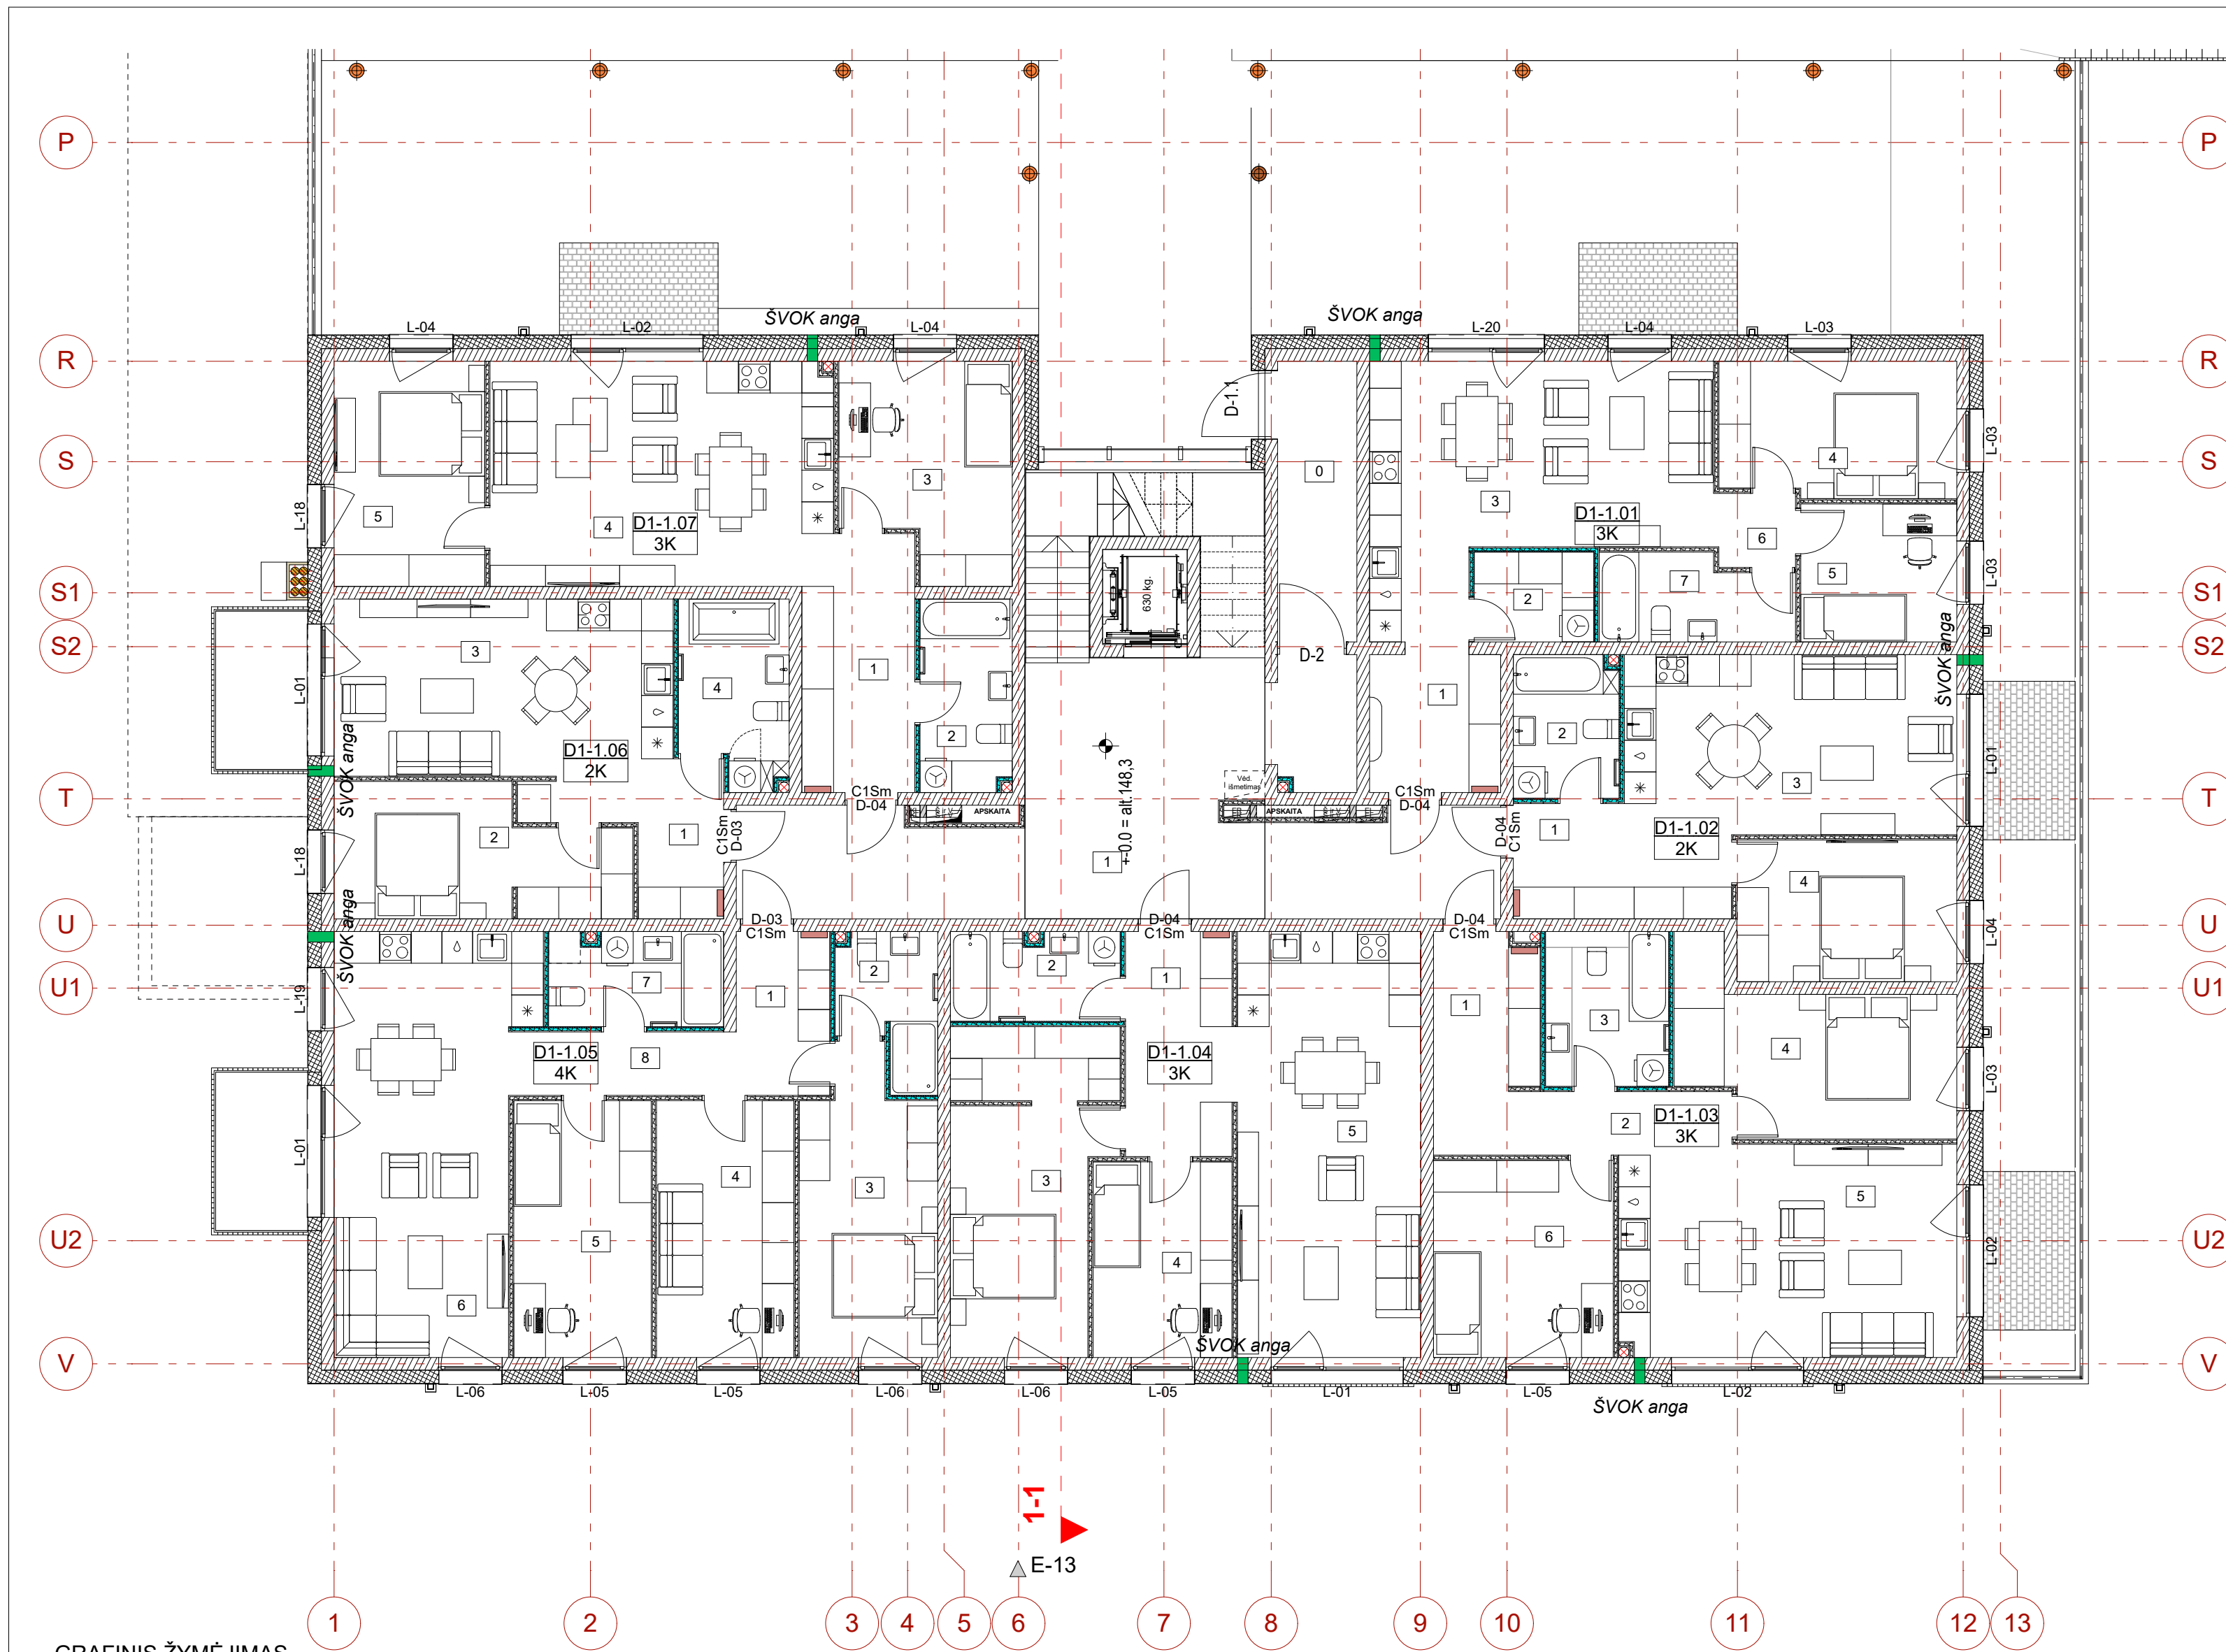 P
P
ŠVOK anga
ŠVOK anga
L-04
L-02
L-04
L-20
L-04
L-03
R
R
D-1.1
L-03
S
S
0
4
3
3
L-18
5
4
D1-1.07
3K
D1-1.01
3K
6
L-03
5
7
630 kg.
S1
S1
2
S2
S2
3
D-2
ŠVOK anga
L-01
1
4
1
2
2
D1-1.06
2K
ŠVOK anga
3
L-01
Vėd.
išmetimas
C1Sm
D-04
C1Sm
D-04
T
T
APSKAITA
APSKAITA
+-0.0 = alt.148,3
2
1
C1Sm
D-03
D-04
C1Sm
1
D1-1.02
2K
L-18
1
4
ŠVOK anga
U
U
D-03
C1Sm
D-04
C1Sm
D-04
C1Sm
L-04
2
2
7
1
1
1
U1
U1
L-19
3
D1-1.05
4K
8
D1-1.04
3K
4
L-03
D1-1.03
3K
2
L-01
5
4
3
3
5
6
5
4
U2
U2
L-02
6
ŠVOK anga
V
V
L-06
L-05
L-05
L-06
L-06
L-05
L-01
L-05
L-02
ŠVOK anga
1-1
E-13
1
2
3
4
5
6
7
8
9
10
11
12
13
GRAFINIS ŽYMĖJIMAS